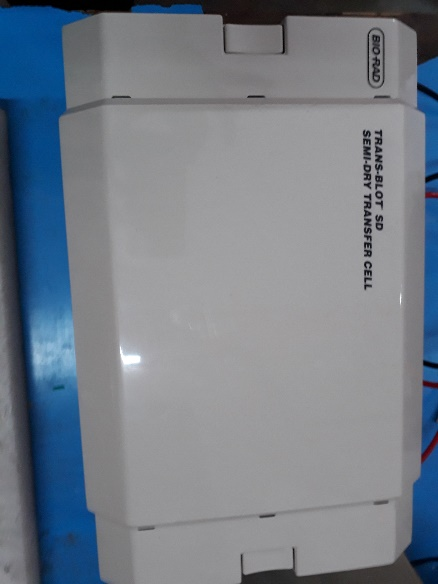 BIO-RAD
TRANS-BLOT SD
SEMI-DRY TRANSFER CELL